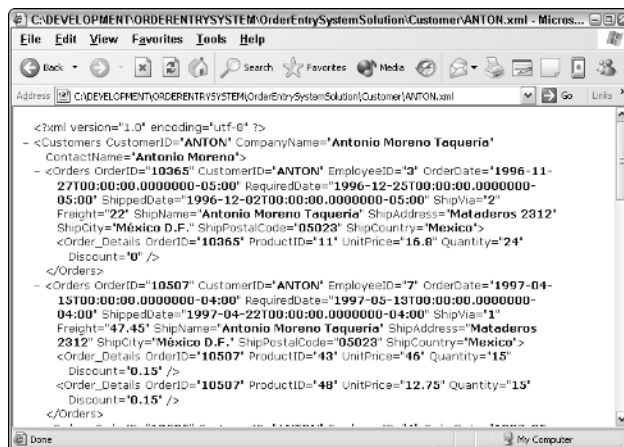 C:\DEVELOPMENT\ORDERENTRYSYSTEM\OrderEntrySystemSolution\Customer\ANTON.xml - Micros...
File Edit View Favorites Tools Help
Back Search Favorites Media
Address C:\DEVELOPMENT\ORDERENTRYSYSTEM\OrderEntrySystemSolution\Customer\ANTON.xml Go Links »
<?xml version="1.0" encoding="utf-8" ?>
- <Customers CustomerID="ANTON" CompanyName="Antonio Moreno Taquería"
ContactName="Antonio Moreno">
- <Orders OrderID="10365" CustomerID="ANTON" EmployeeID="3" OrderDate="1996-11-
27T00:00:00.0000000-05:00" RequiredDate="1996-12-25T00:00:00.0000000-
05:00" ShippedDate="1996-12-02T00:00:00.0000000-05:00" ShipVia="2"
Freight="22" ShipName="Antonio Moreno Taquería" ShipAddress="Mataderos 2312"
ShipCity="México D.F." ShipPostalCode="05023" ShipCountry="Mexico">
<Order_Details OrderID="10365" ProductID="11" UnitPrice="16.8" Quantity="24"
Discount="0" />
</Orders>
- <Orders OrderID="10507" CustomerID="ANTON" EmployeeID="7" OrderDate="1997-04-
15T00:00:00.0000000-04:00" RequiredDate="1997-05-13T00:00:00.0000000-
04:00" ShippedDate="1997-04-22T00:00:00.0000000-04:00" ShipVia="1"
Freight="47.45" ShipName="Antonio Moreno Taquería" ShipAddress="Mataderos
2312" ShipCity="México D.F." ShipPostalCode="05023" ShipCountry="Mexico">
<Order_Details OrderID="10507" ProductID="43" UnitPrice="46" Quantity="15"
Discount="0.15" />
<Order_Details OrderID="10507" ProductID="48" UnitPrice="12.75" Quantity="15"
Discount="0.15" />
</Orders>
Done My Computer